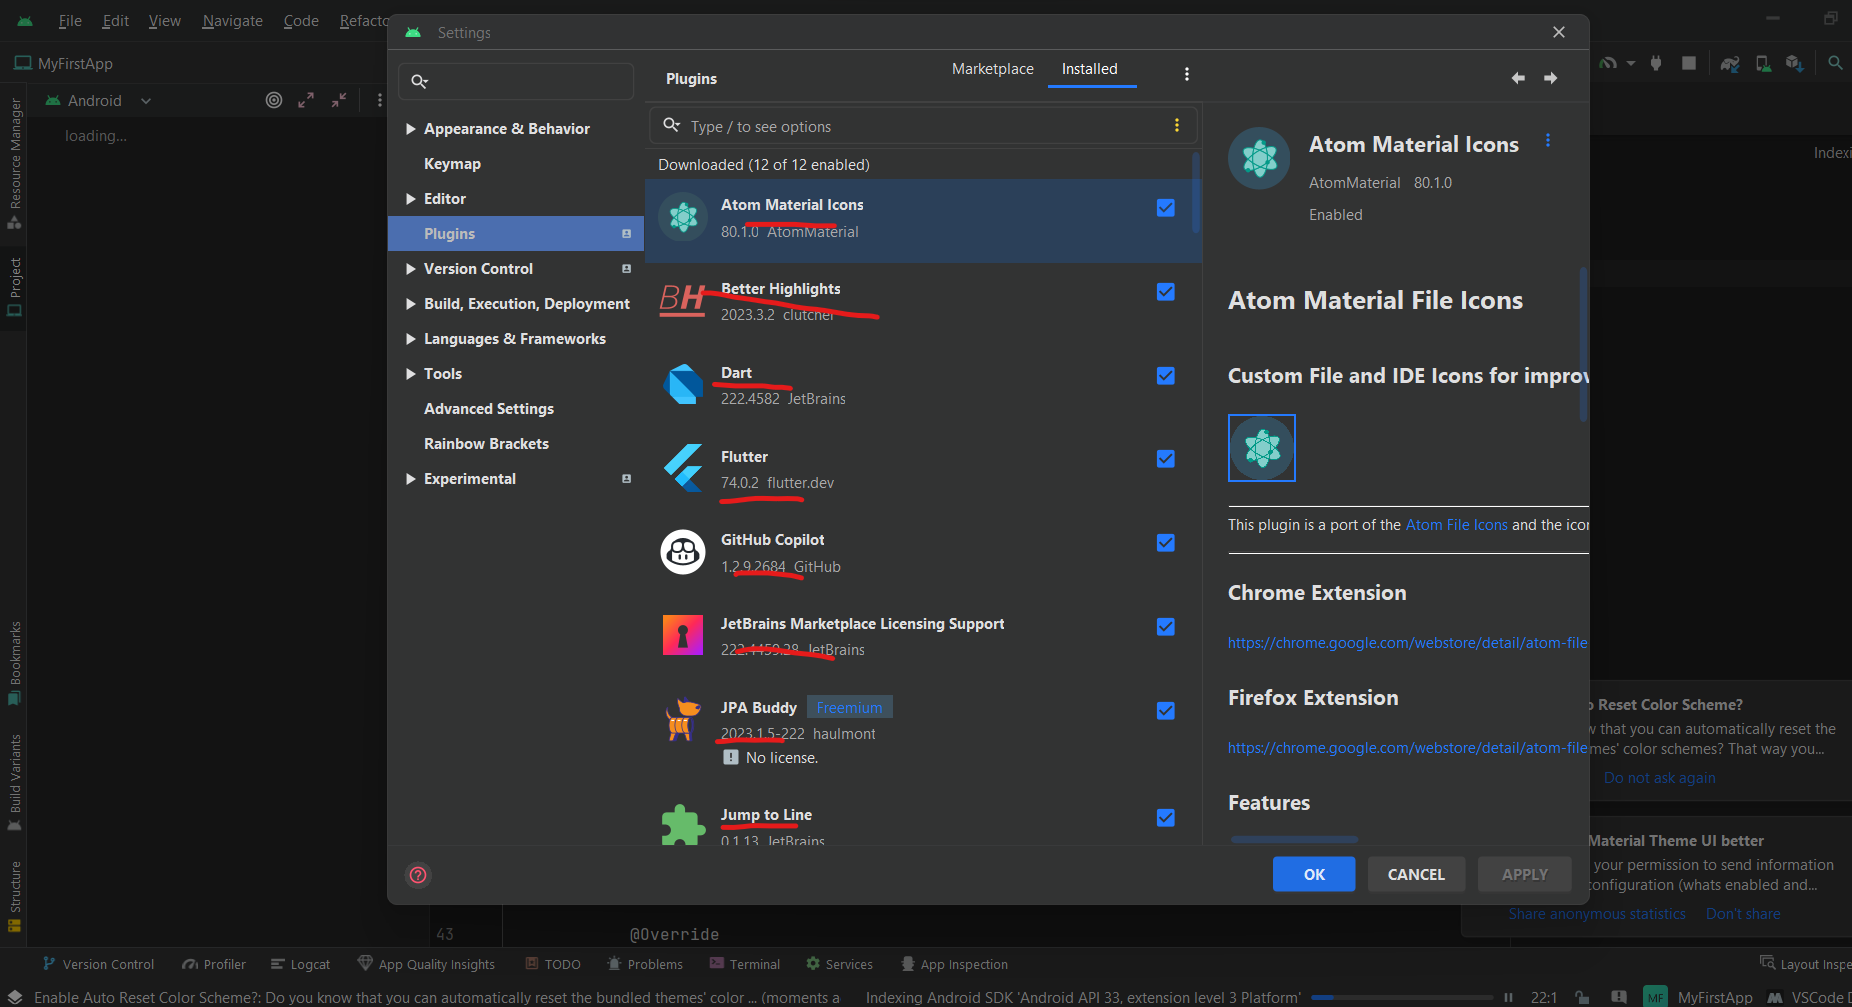 File Edit View Navigate Code
Settings
MyFirstApp
Android
loading...
Resource Manager
Project
Bookmarks
Build Variants
Structure
Appearance & Behavior
Keymap
Editor
Plugins
Version Control
Build, Execution, Deployment
Languages & Frameworks
Tools
Advanced Settings
Rainbow Brackets
Experimental
Plugins
Marketplace Installed
Type / to see options
Downloaded (12 of 12 enabled)
Atom Material Icons
80.1.0 AtomMaterial
Better Highlights
2023.3.2 clutcher
Dart
222.4582 JetBrains
Flutter
74.0.2 flutter.dev
GitHub Copilot
1.2.9.2684 GitHub
JetBrains Marketplace Licensing Support
222.4459.28 JetBrains
JPA Buddy Freemium
2023.1.5-222 haulmont
No license.
Jump to Line
0.1.13 JetBrains
Atom Material Icons
AtomMaterial 80.1.0
Enabled
Atom Material File Icons
Custom File and IDE Icons for
This plugin is a part of the Atom File Icons and the
Chrome Extension
https://chrome.google.com/webstore/detail/atom-file
Firefox Extension
https://chrome.google.com/webstore/detail/atom-file
Features
OK CANCEL APPLY
Reset Color Scheme?
that you can automatically reset the
color schemes? That way you...
Do not ask again
Material Theme UI better
your permission to send information
(whats enabled and...
Share anonymous statistics Don't share
43 @Override
Version Control Profiler Logcat App Quality Insights TODO Problems Terminal Services App Inspection Layout
Enable Auto Reset Color Scheme?: Do you know that you can automatically reset the bundled themes' color ... (moments a Indexing Android SDK 'Android API 33, extension level 3 Platform' 22:1 MF MyFirstApp VSCode